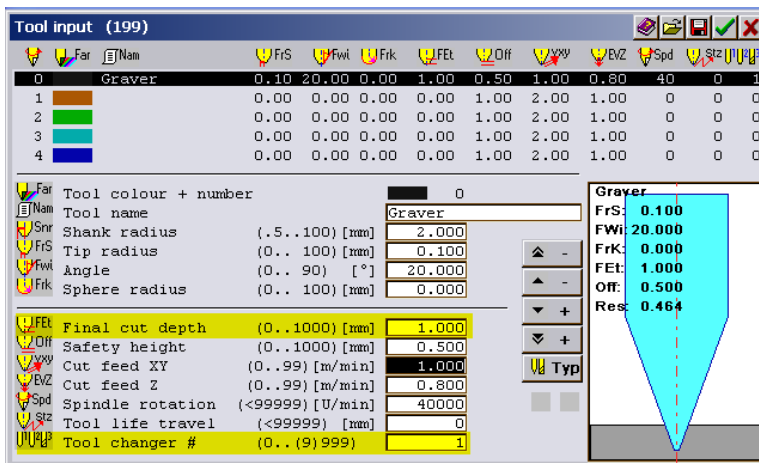 Tool input (199)
Far Nam FrS Fwi Frk FEt Off VXY EVZ Spd Stz
0 Graver 0.10 20.00 0.00 1.00 0.50 1.00 0.80 40 0 1
1 0.00 0.00 0.00 0.00 1.00 2.00 1.00 0 0 0
2 0.00 0.00 0.00 0.00 1.00 2.00 1.00 0 0 0
3 0.00 0.00 0.00 0.00 1.00 2.00 1.00 0 0 0
4 0.00 0.00 0.00 0.00 1.00 2.00 1.00 0 0 0
Far Tool colour + number 0
Nam Tool name Graver
Snr Shank radius (.5..100)[mm] 2.000
FrS Tip radius (0.. 100)[mm] 0.100
Fwi Angle (0.. 90) [°] 20.000
Frk Sphere radius (0.. 100)[mm] 0.000
FEt Final cut depth (0..1000)[mm] 1.000
Off Safety height (0..1000)[mm] 0.500
VXY Cut feed XY (0..99)[m/min] 1.000
EVZ Cut feed Z (0..99)[m/min] 0.800
Spd Spindle rotation (<99999)[U/min] 40000
Stz Tool life travel (<99999) [mm] 0
Tool changer # (0..(9)999) 1
- 
-
+
+
Typ
Graver
FrS: 0.100
FWi: 20.000
FrK: 0.000
FEt: 1.000
Off: 0.500
Res: 0.464